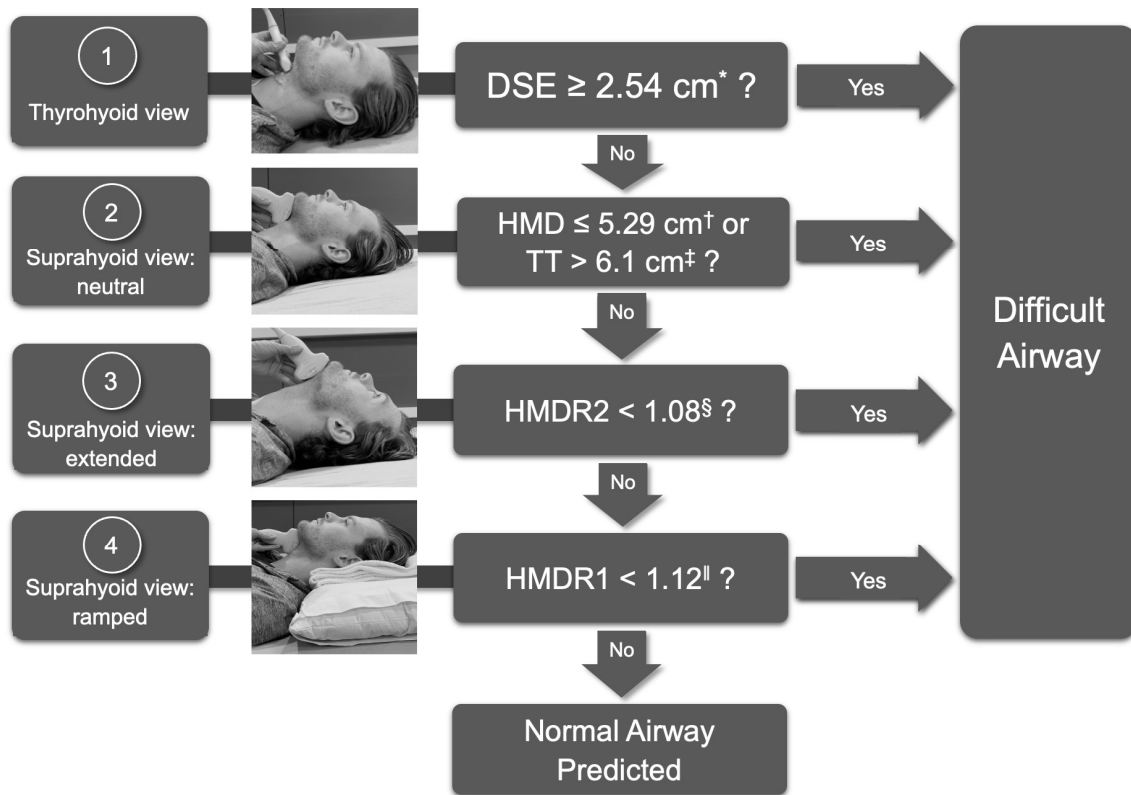 1
Thyrohyoid view
DSE ≥ 2.54 cm* ?
Yes
No
2
Suprahyoid view:
neutral
HMD ≤ 5.29 cm† or
TT > 6.1 cm‡ ?
Yes
No
Difficult
Airway
3
Suprahyoid view:
extended
HMDR2 < 1.08§ ?
Yes
No
4
Suprahyoid view:
ramped
HMDR1 < 1.12‖ ?
Yes
No
Normal Airway
Predicted